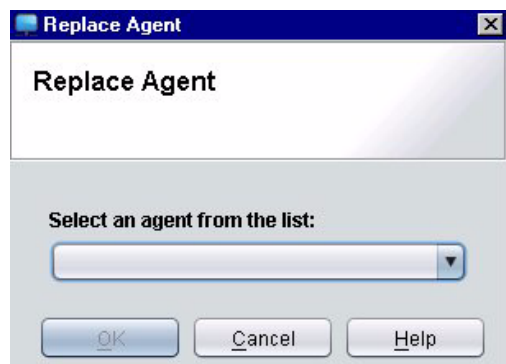 Replace Agent
Replace Agent
Select an agent from the list:
OK Cancel Help